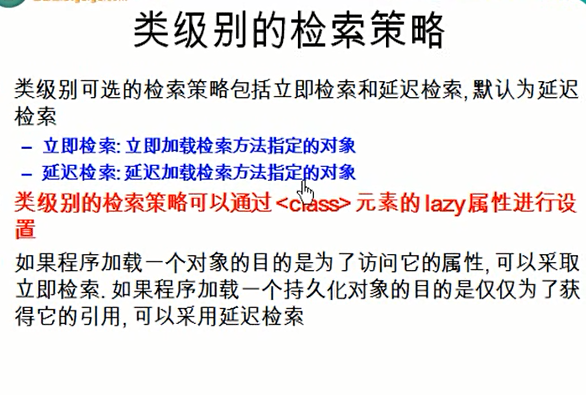 类级别的检索策略
类级别可选的检索策略包括立即检索和延迟检索, 默认为延迟
检索
– 立即检索: 立即加载检索方法指定的对象
– 延迟检索: 延迟加载检索方法指定的对象
类级别的检索策略可以通过 <class> 元素的 lazy 属性进行设
置
如果程序加载一个对象的目的是为了访问它的属性, 可以采取
立即检索. 如果程序加载一个持久化对象的目的是仅仅为了获
得它的引用, 可以采用延迟检索